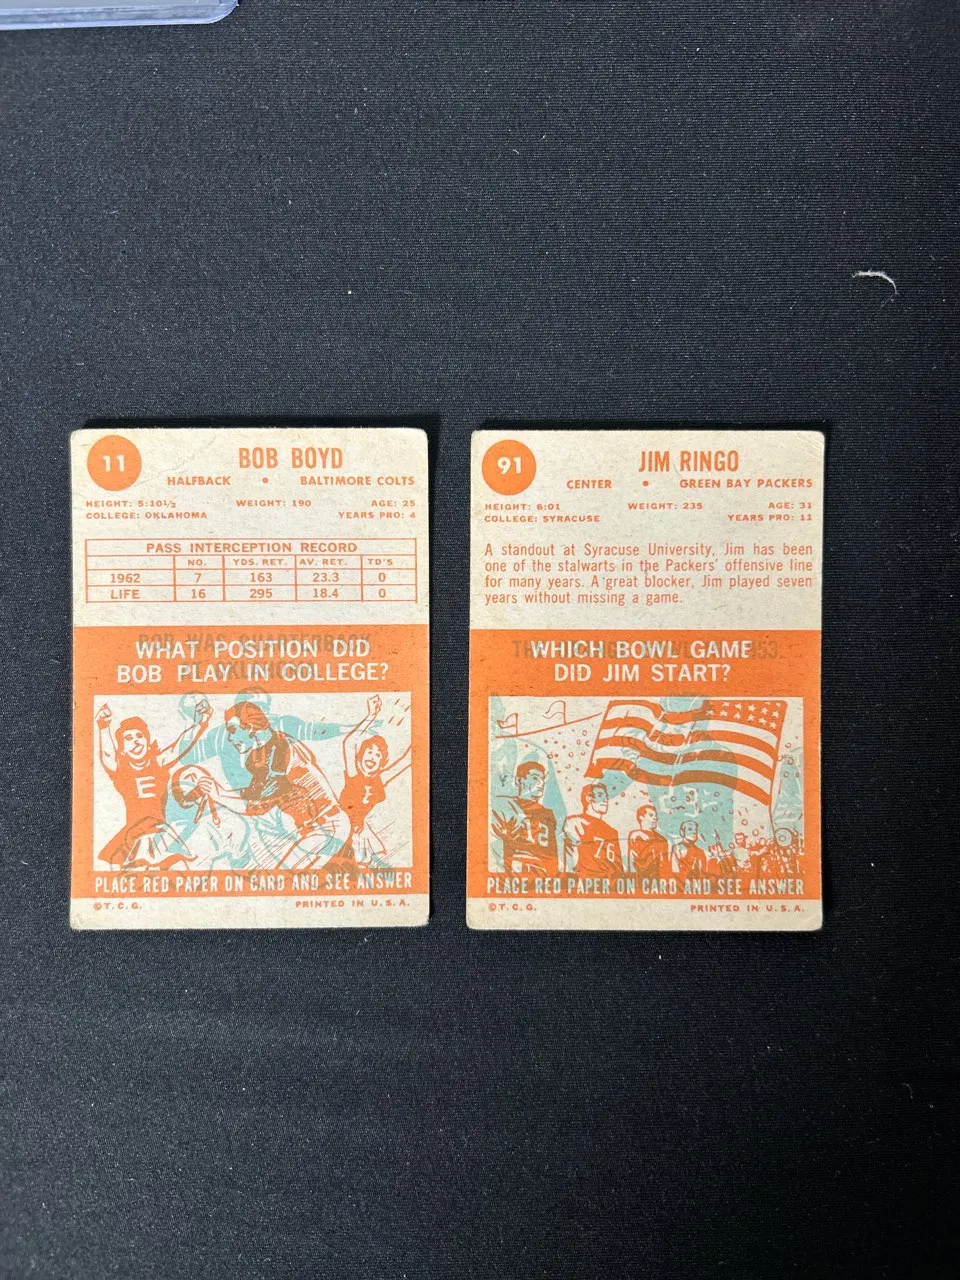 11
BOB BOYD
HALFBACK • BALTIMORE COLTS
HEIGHT: 5:10½ WEIGHT: 190 AGE: 25
COLLEGE: OKLAHOMA YEARS PRO: 4
PASS INTERCEPTION RECORD
NO. YDS. RET. AV. RET. TD'S
1962 7 163 23.3 0
LIFE 16 295 18.4 0
BOB WAS QUARTERBACK
WHAT POSITION DID
BOB PLAY IN COLLEGE?
E
E
PLACE RED PAPER ON CARD AND SEE ANSWER
©T.C.G. PRINTED IN U.S.A.
91
JIM RINGO
CENTER • GREEN BAY PACKERS
HEIGHT: 6:01 WEIGHT: 235 AGE: 31
COLLEGE: SYRACUSE YEARS PRO: 11
A standout at Syracuse University, Jim has been
one of the stalwarts in the Packers' offensive line
for many years. A great blocker, Jim played seven
years without missing a game.
WHICH BOWL GAME
DID JIM START?
76
PLACE RED PAPER ON CARD AND SEE ANSWER
©T.C.G. PRINTED IN U.S.A.